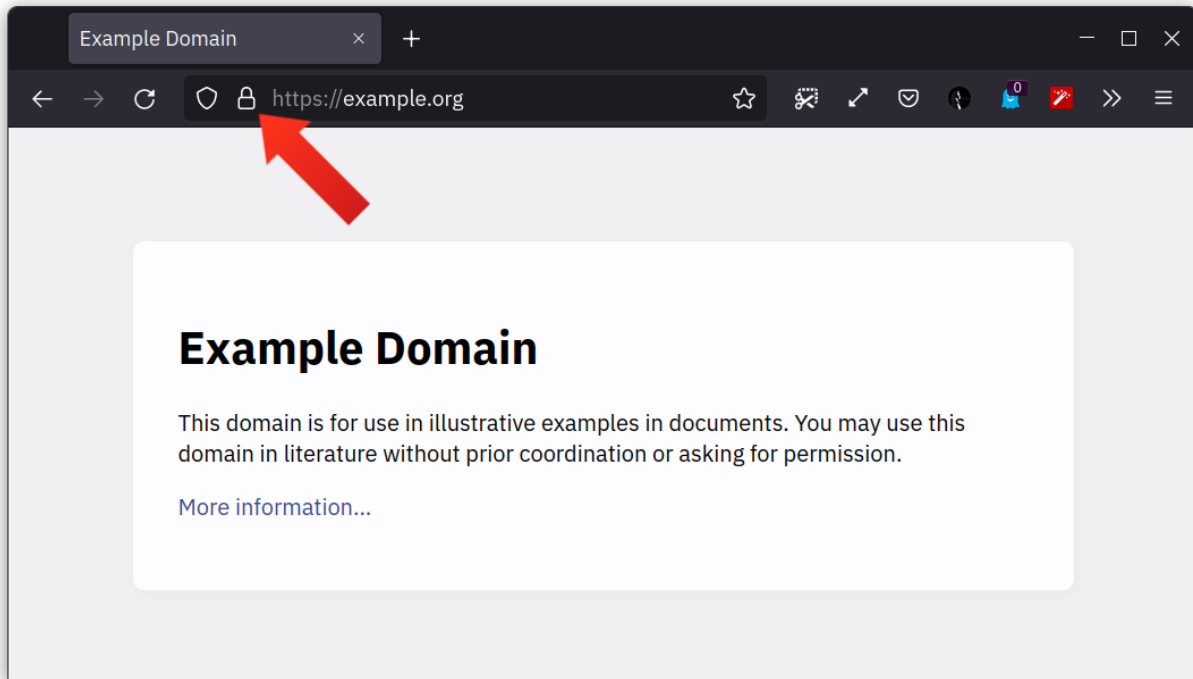 Example Domain
https://example.org
0
Example Domain
This domain is for use in illustrative examples in documents. You may use this
domain in literature without prior coordination or asking for permission.
More information...